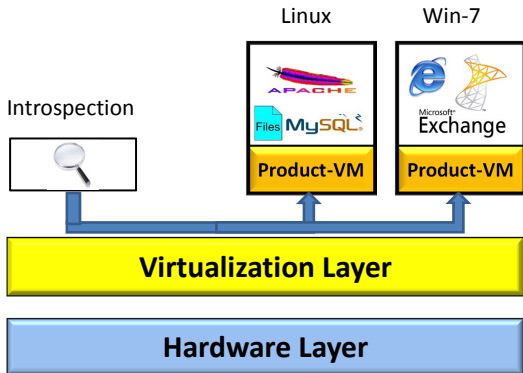 Linux
Win-7
Introspection
APACHE
Files
MySQL®
Microsoft®
Exchange
Product-VM
Product-VM
Virtualization Layer
Hardware Layer